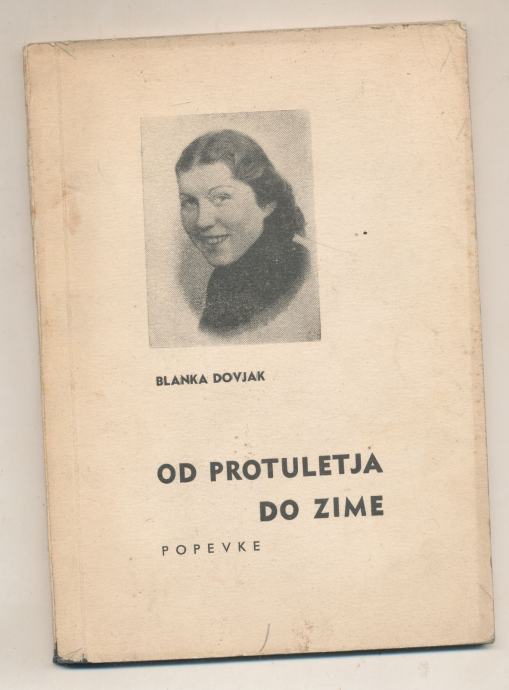 BLANKA DOVJAK
OD PROTULETJA
DO ZIME
POPEVKE